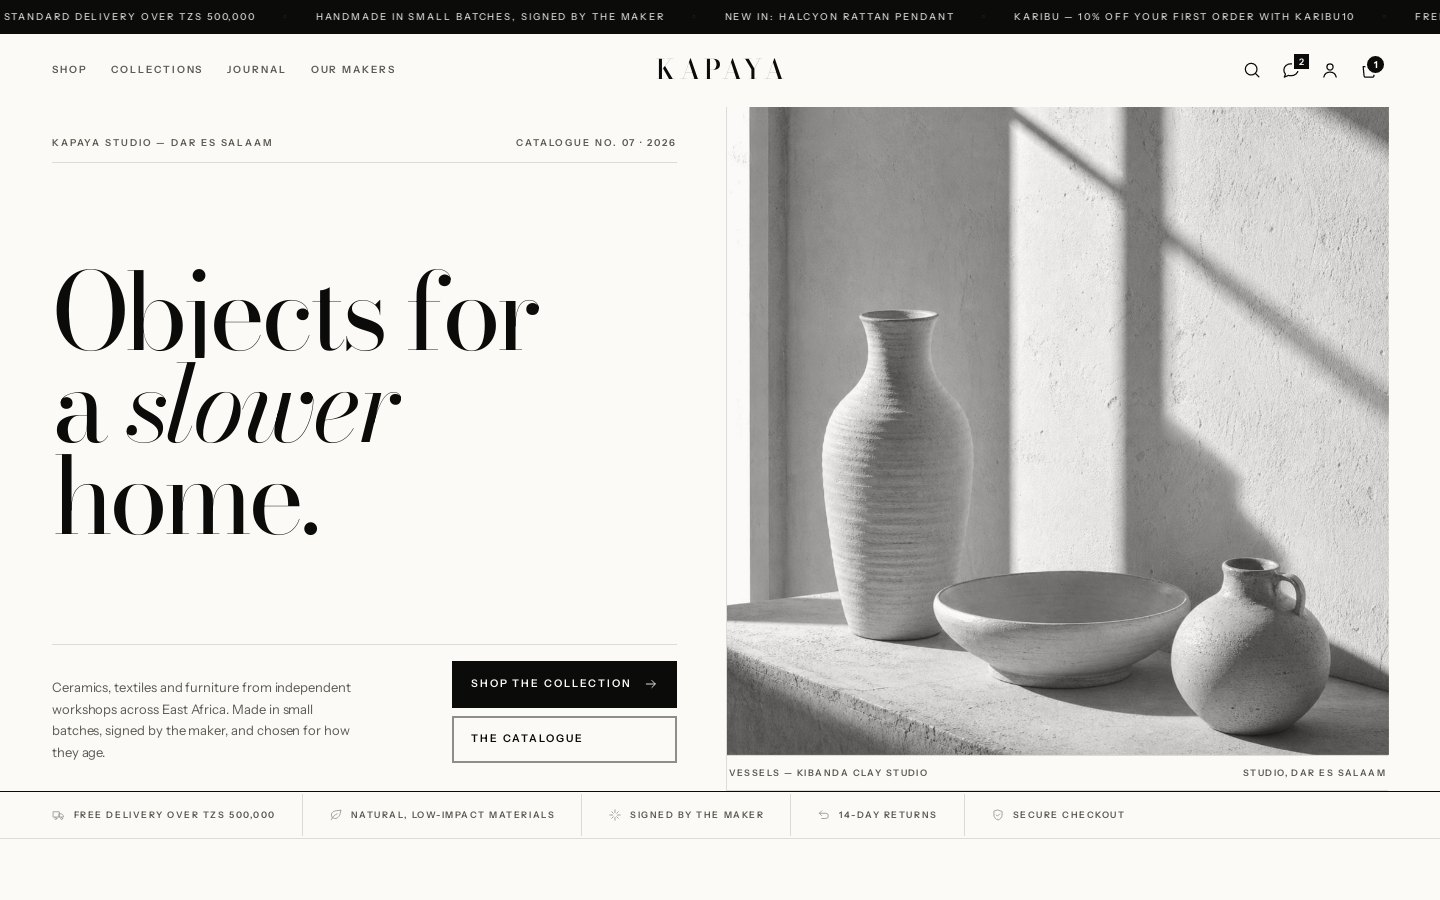 STANDARD DELIVERY OVER TZS 500,000
HANDMADE IN SMALL BATCHES, SIGNED BY THE MAKER
NEW IN: HALCYON RATTAN PENDANT
KARIBU — 10% OFF YOUR FIRST ORDER WITH KARIBU10
SHOP
COLLECTIONS
JOURNAL
OUR MAKERS
KAPAYA
2
1
KAPAYA STUDIO — DAR ES SALAAM
CATALOGUE NO. 07 · 2026
Objects for
a slower
home.
Ceramics, textiles and furniture from independent
workshops across East Africa. Made in small
batches, signed by the maker, and chosen for how
they age.
SHOP THE COLLECTION →
THE CATALOGUE
VESSELS — KIBANDA CLAY STUDIO
STUDIO, DAR ES SALAAM
FREE DELIVERY OVER TZS 500,000
NATURAL, LOW-IMPACT MATERIALS
SIGNED BY THE MAKER
14-DAY RETURNS
SECURE CHECKOUT